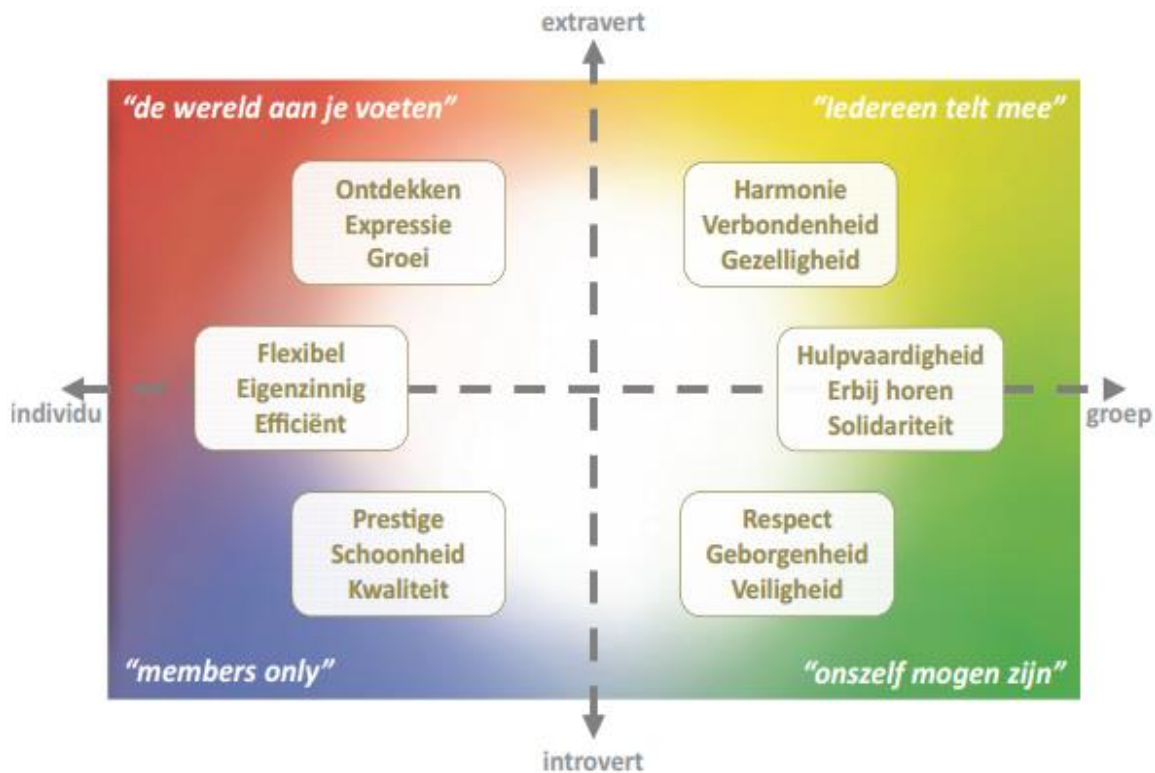 extravert
"de wereld aan je voeten"
"Iedereen telt mee"
Ontdekken
Expressie
Groei
Harmonie
Verbondenheid
Gezelligheid
Flexibel
Eigenzinnig
Efficiënt
Hulpvaardigheid
Erbij horen
Solidariteit
individu
groep
Prestige
Schoonheid
Kwaliteit
Respect
Geborgenheid
Veiligheid
"members only"
"onszelf mogen zijn"
introvert